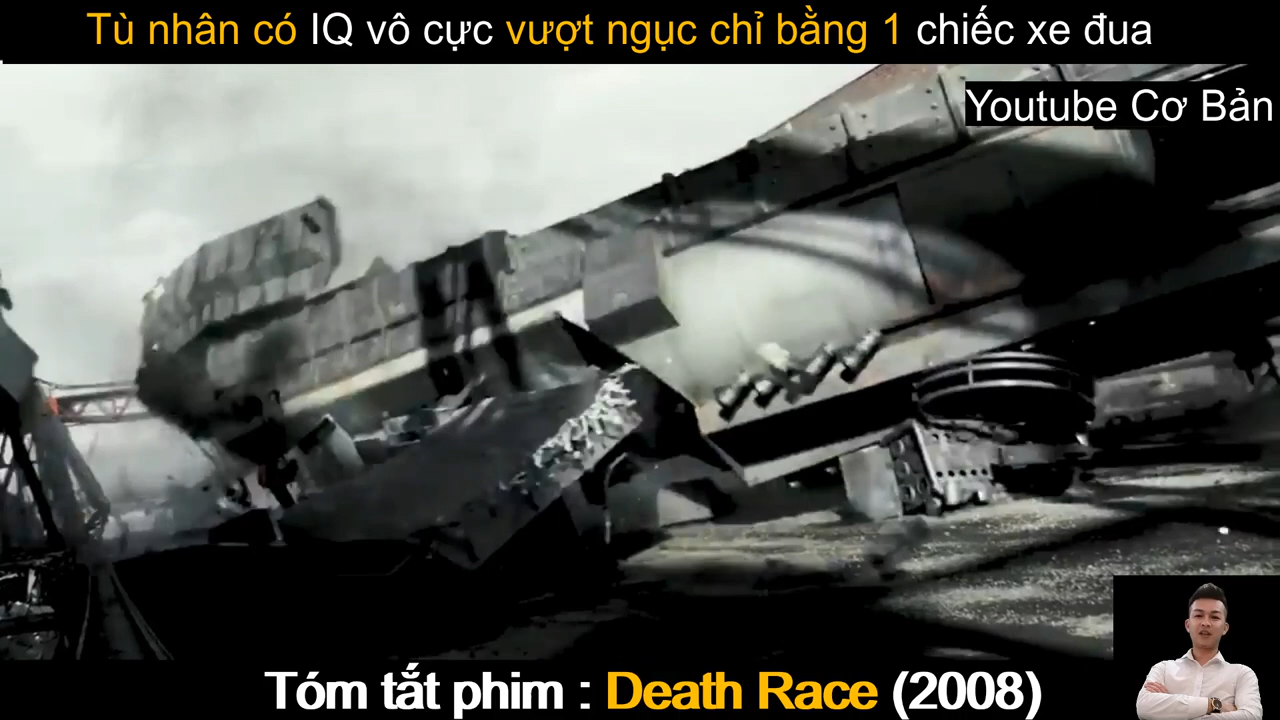 Tù nhân có IQ vô cực vượt ngục chỉ bằng 1 chiếc xe đua
Youtube Cơ Bản
Tóm tắt phim : Death Race (2008)